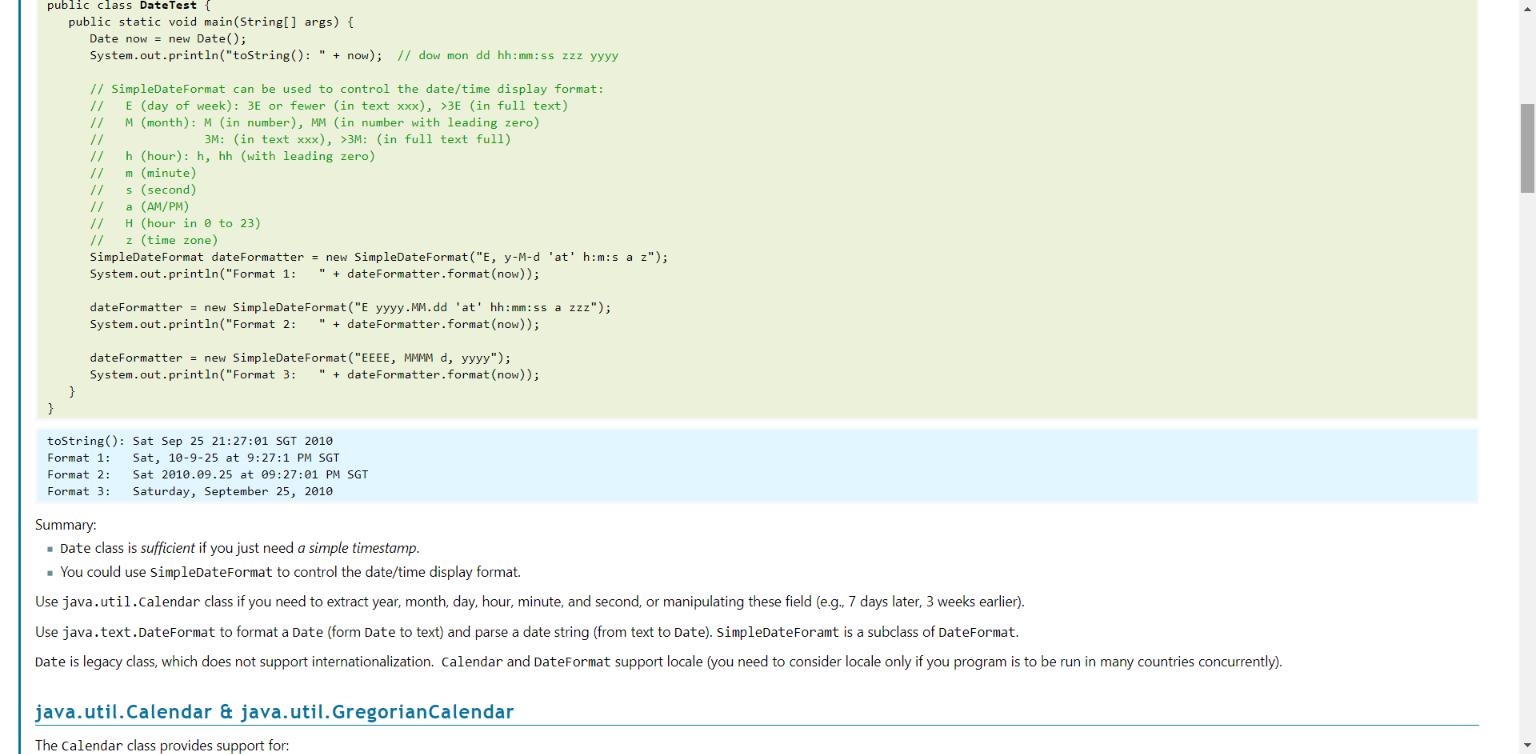 public class DateTest {
   public static void main(String[] args) {
      Date now = new Date();
      System.out.println("toString(): " + now);  // dow mon dd hh:mm:ss zzz yyyy

      // SimpleDateFormat can be used to control the date/time display format:
      //   E (day of week): 3E or fewer (in text xxx), >3E (in full text)
      //   M (month): M (in number), MM (in number with leading zero)
      //              3M: (in text xxx), >3M: (in full text full)
      //   h (hour): h, hh (with leading zero)
      //   m (minute)
      //   s (second)
      //   a (AM/PM)
      //   H (hour in 0 to 23)
      //   z (time zone)
      SimpleDateFormat dateFormatter = new SimpleDateFormat("E, y-M-d 'at' h:m:s a z");
      System.out.println("Format 1:   " + dateFormatter.format(now));

      dateFormatter = new SimpleDateFormat("E yyyy.MM.dd 'at' hh:mm:ss a zzz");
      System.out.println("Format 2:   " + dateFormatter.format(now));

      dateFormatter = new SimpleDateFormat("EEEE, MMMM d, yyyy");
      System.out.println("Format 3:   " + dateFormatter.format(now));
   }
}
toString(): Sat Sep 25 21:27:01 SGT 2010
Format 1:   Sat, 10-9-25 at 9:27:1 PM SGT
Format 2:   Sat 2010.09.25 at 09:27:01 PM SGT
Format 3:   Saturday, September 25, 2010
Summary:
▪ Date class is sufficient if you just need a simple timestamp.
▪ You could use SimpleDateFormat to control the date/time display format.
Use java.util.Calendar class if you need to extract year, month, day, hour, minute, and second, or manipulating these field (e.g., 7 days later, 3 weeks earlier).
Use java.text.DateFormat to format a Date (form Date to text) and parse a date string (from text to Date). SimpleDateForamt is a subclass of DateFormat.
Date is legacy class, which does not support internationalization.  Calendar and DateFormat support locale (you need to consider locale only if you program is to be run in many countries concurrently).
java.util.Calendar & java.util.GregorianCalendar
The Calendar class provides support for: